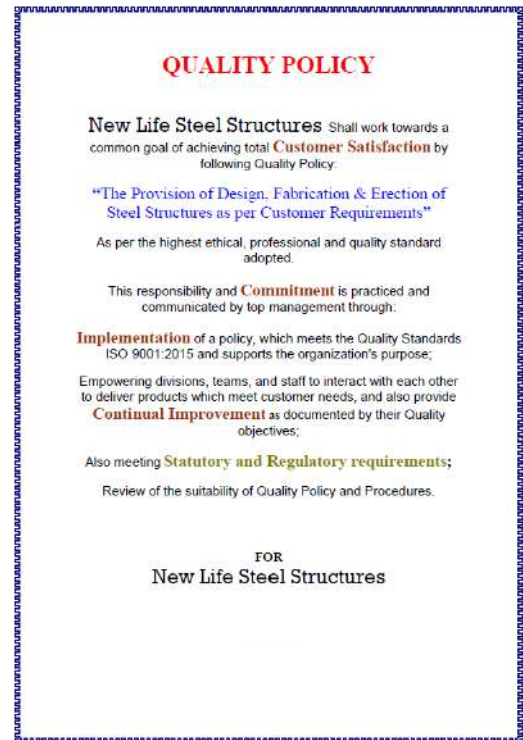 QUALITY POLICY
New Life Steel Structures Shall work towards a
common goal of achieving total Customer Satisfaction by
following Quality Policy:
“The Provision of Design, Fabrication & Erection of
Steel Structures as per Customer Requirements”
As per the highest ethical, professional and quality standard
adopted.
This responsibility and Commitment is practiced and
communicated by top management through:
Implementation of a policy, which meets the Quality Standards
ISO 9001:2015 and supports the organization's purpose;
Empowering divisions, teams, and staff to interact with each other
to deliver products which meet customer needs, and also provide
Continual Improvement as documented by their Quality
objectives;
Also meeting Statutory and Regulatory requirements;
Review of the suitability of Quality Policy and Procedures.
FOR
New Life Steel Structures